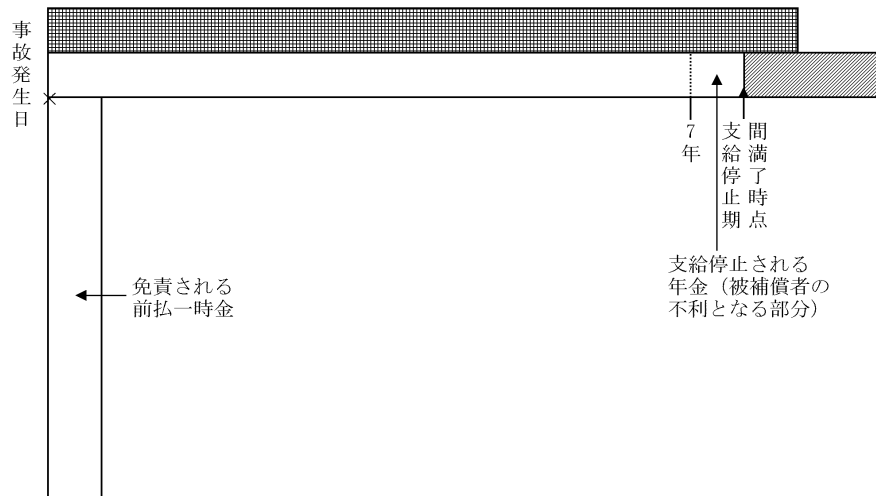 事故発生日
7年
支給停止期
間満了時点
免責される
前払一時金
支給停止される
年金（被補償者の
不利となる部分）